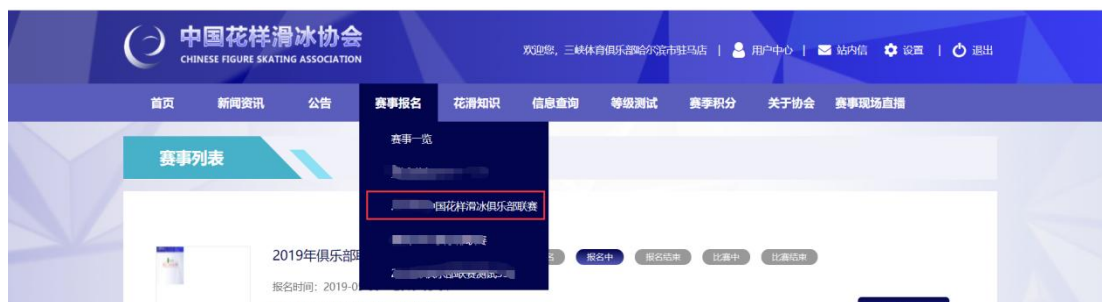 中国花样滑冰协会
CHINESE FIGURE SKATING ASSOCIATION
欢迎您，三峡体育俱乐部哈尔滨市驻马店 | 用户中心 | 站内信 设置 | 退出
首页 新闻资讯 公告 赛事报名 花滑知识 信息查询 等级测试 赛季积分 关于协会 赛事现场直播
赛事一览
赛事列表
中国花样滑冰俱乐部联赛
2019年俱乐部
报名中 报名结束 比赛中 比赛结束
报名时间：2019-0